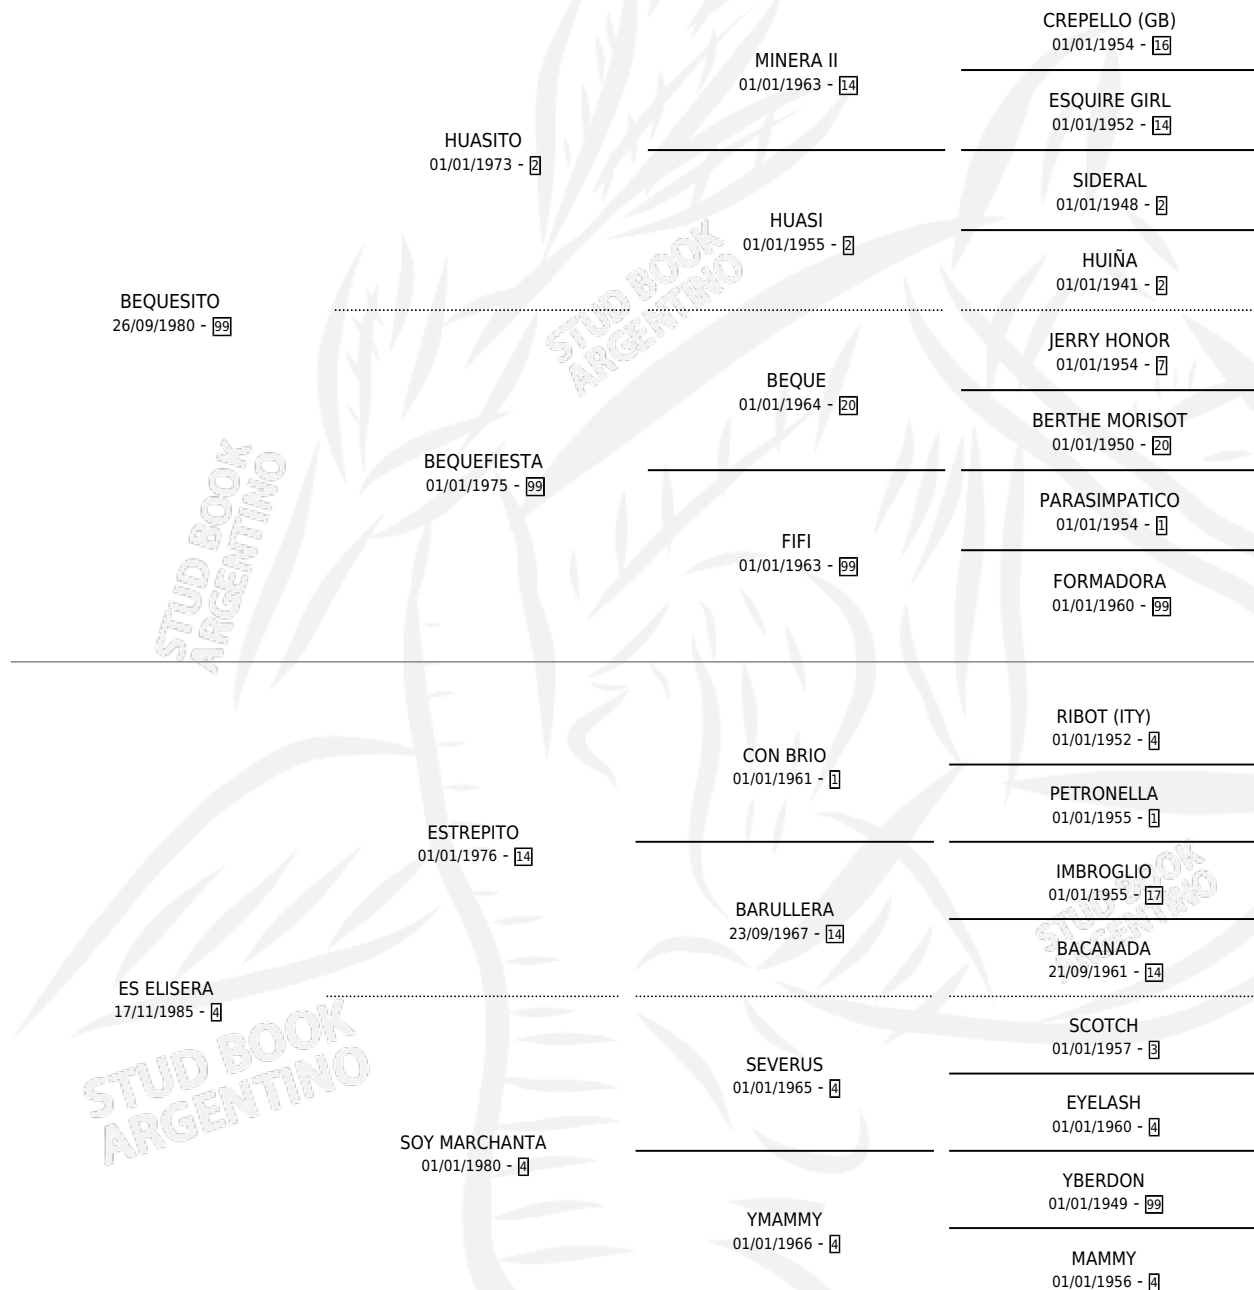 BEQUESITO
26/09/1980 - 99
HUASITO
01/01/1973 - 2
MINERA II
01/01/1963 - 14
CREPELLO (GB)
01/01/1954 - 16
ESQUIRE GIRL
01/01/1952 - 14
HUASI
01/01/1955 - 2
SIDERAL
01/01/1948 - 2
HUIÑA
01/01/1941 - 2
BEQUEFIESTA
01/01/1975 - 99
BEQUE
01/01/1964 - 20
JERRY HONOR
01/01/1954 - 7
BERTHE MORISOT
01/01/1950 - 20
FIFI
01/01/1963 - 99
PARASIMPATICO
01/01/1954 - 1
FORMADORA
01/01/1960 - 99
ES ELISERA
17/11/1985 - 4
ESTREPITO
01/01/1976 - 14
CON BRIO
01/01/1961 - 1
RIBOT (ITY)
01/01/1952 - 4
PETRONELLA
01/01/1955 - 1
BARULLERA
23/09/1967 - 14
IMBROGLIO
01/01/1955 - 17
BACANADA
21/09/1961 - 14
SOY MARCHANTA
01/01/1980 - 4
SEVERUS
01/01/1965 - 4
SCOTCH
01/01/1957 - 3
EYELASH
01/01/1960 - 4
YMAMMY
01/01/1966 - 4
YBERDON
01/01/1949 - 99
MAMMY
01/01/1956 - 4
STUD BOOK
ARGENTINO
STUD BOOK
ARGENTINO
STUD BOOK
ARGENTINO
STUD BOOK
ARGENTINO